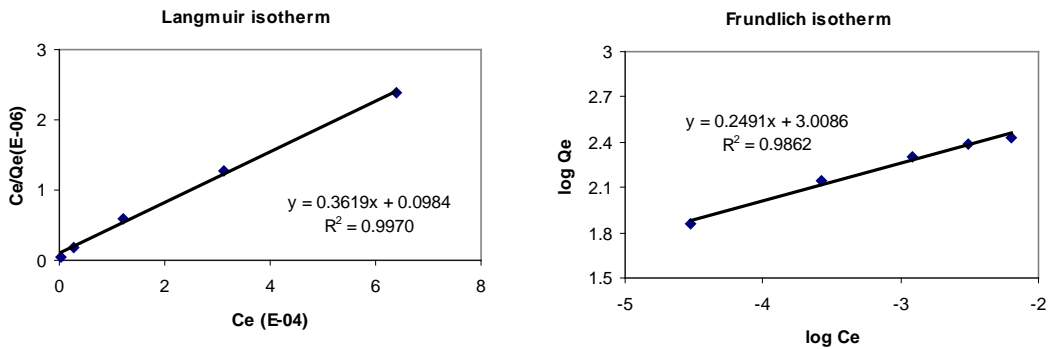 Langmuir isotherm
3
2
1
0
Ce/Qe(E-06)
y = 0.3619x + 0.0984
R² = 0.9970
0 2 4 6 8
Ce (E-04)
Frundlich isotherm
3
2.7
2.4
2.1
1.8
1.5
log Qe
y = 0.2491x + 3.0086
R² = 0.9862
-5 -4 -3 -2
log Ce